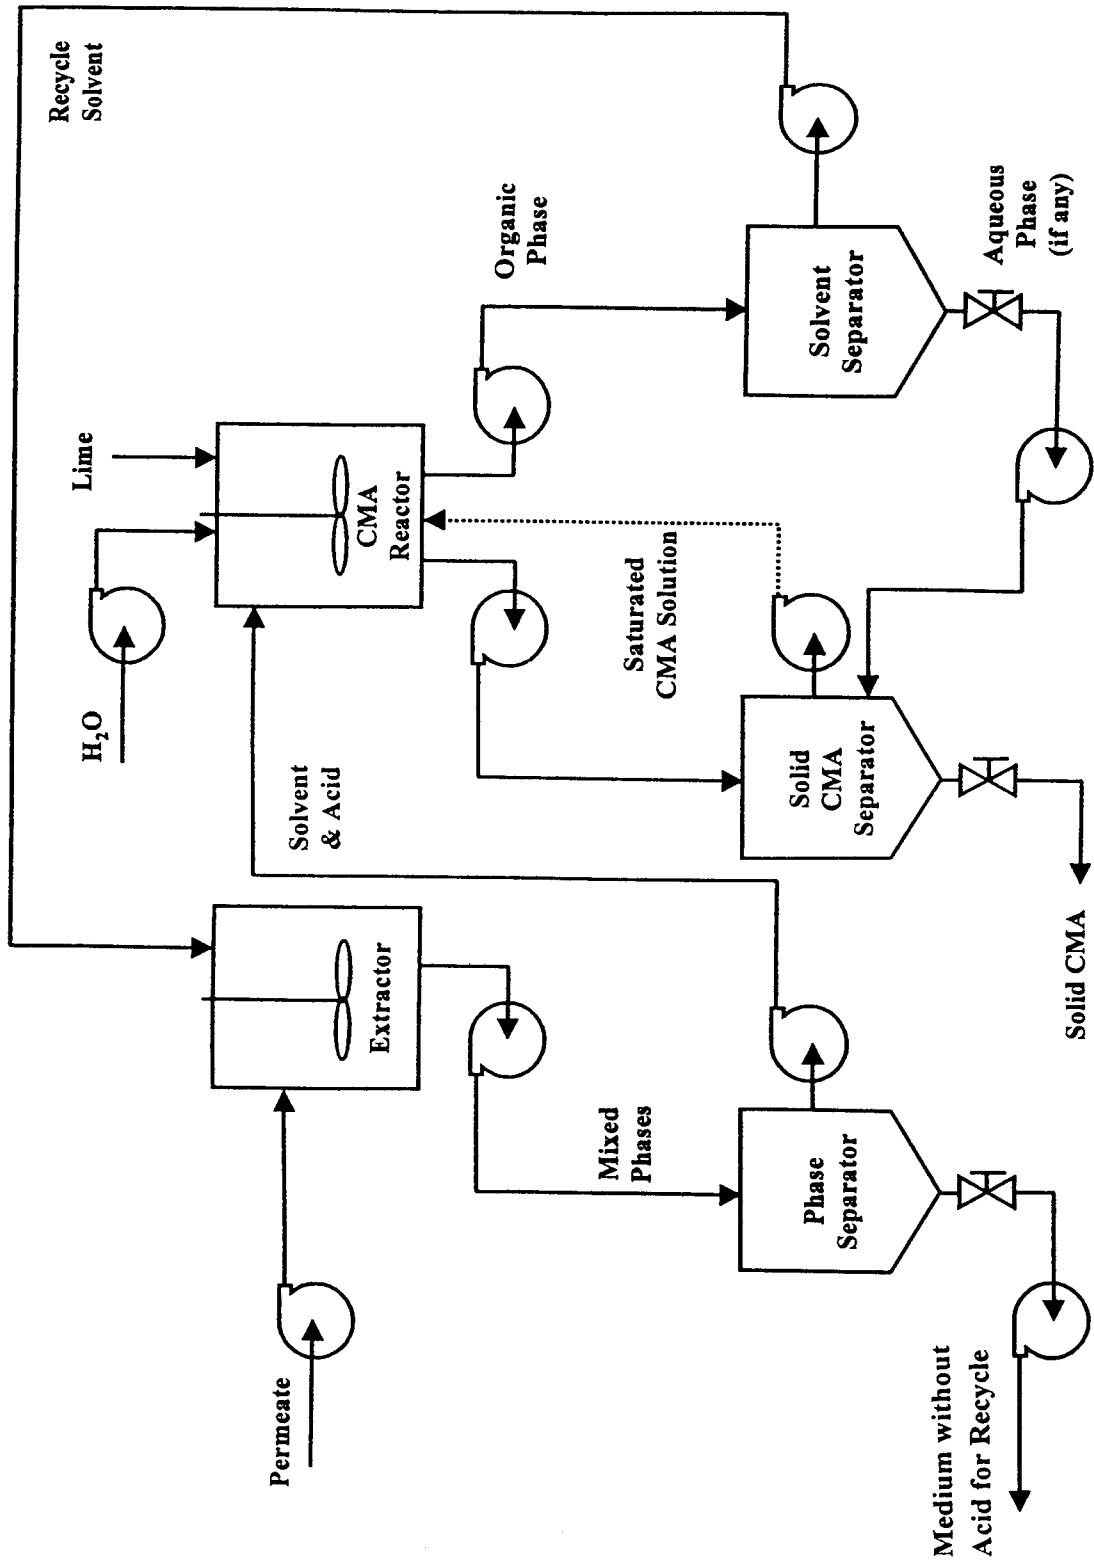 Recycle
Solvent
Lime
H₂O
Solvent
& Acid
Organic
Phase
CMA
Reactor
Extractor
Permeate
Saturated
CMA Solution
Mixed
Phases
Solvent
Separator
Solid
CMA
Separator
Phase
Separator
Aqueous
Phase
(if any)
Solid CMA
Medium without
Acid for Recycle